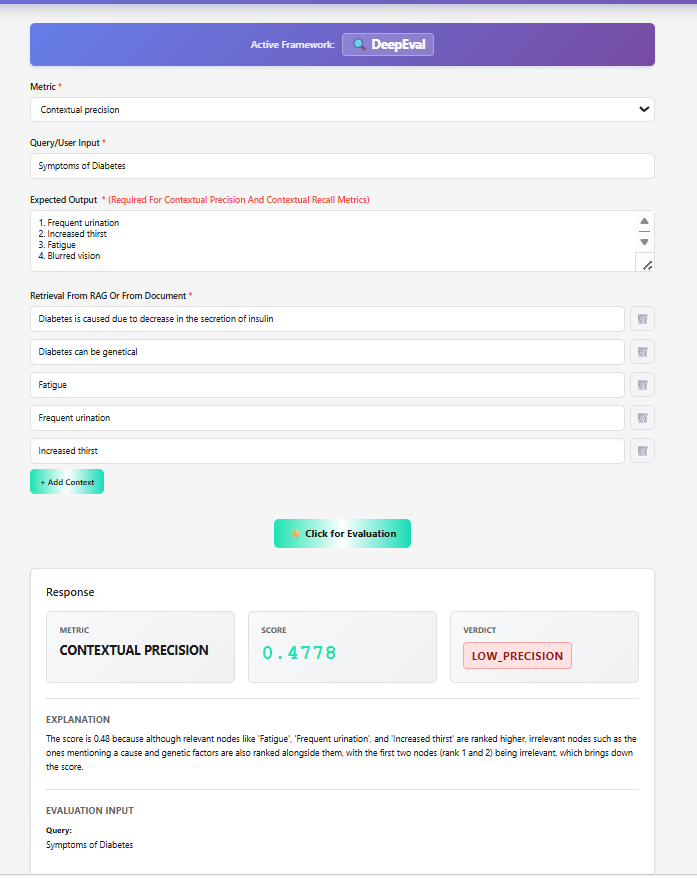 Active Framework: DeepEval
Metric *
Contextual precision
Query/User Input *
Symptoms of Diabetes
Expected Output * (Required For Contextual Precision And Contextual Recall Metrics)
1. Frequent urination
2. Increased thirst
3. Fatigue
4. Blurred vision
Retrieval From RAG Or From Document *
Diabetes is caused due to decrease in the secretion of insulin
Diabetes can be genetical
Fatigue
Frequent urination
Increased thirst
+ Add Context
Click for Evaluation
Response
METRIC
CONTEXTUAL PRECISION
SCORE
0.4778
VERDICT
LOW_PRECISION
EXPLANATION
The score is 0.48 because although relevant nodes like 'Fatigue', 'Frequent urination', and 'Increased thirst' are ranked higher, irrelevant nodes such as the
ones mentioning a cause and genetic factors are also ranked alongside them, with the first two nodes (rank 1 and 2) being irrelevant, which brings down
the score.
EVALUATION INPUT
Query:
Symptoms of Diabetes